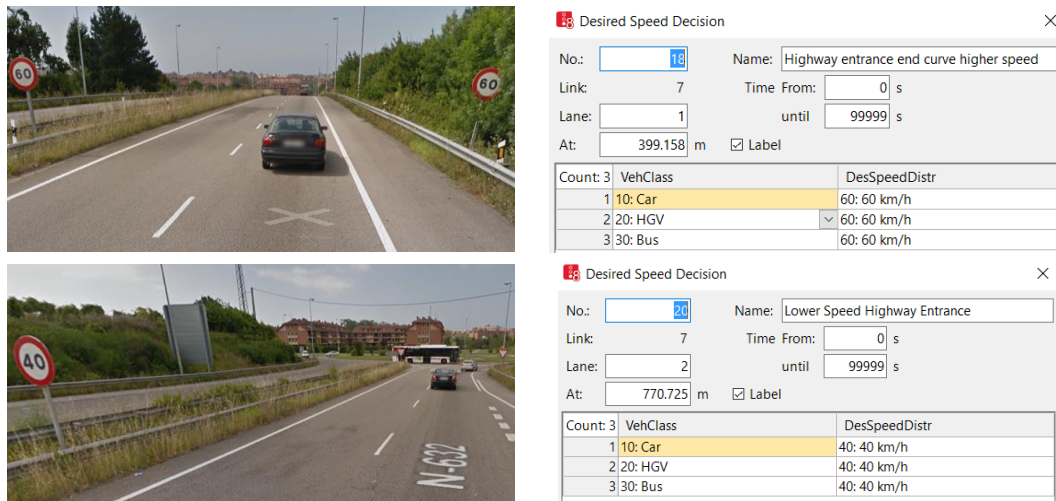 60
60
Desired Speed Decision
No.: 18 Name: Highway entrance end curve higher speed
Link: 7 Time From: 0 s
Lane: 1 until 99999 s
At: 399.158 m Label
Count: 3 VehClass DesSpeedDistr
1 10: Car 60: 60 km/h
2 20: HGV 60: 60 km/h
3 30: Bus 60: 60 km/h
40
N-632
Desired Speed Decision
No.: 20 Name: Lower Speed Highway Entrance
Link: 7 Time From: 0 s
Lane: 2 until 99999 s
At: 770.725 m Label
Count: 3 VehClass DesSpeedDistr
1 10: Car 40: 40 km/h
2 20: HGV 40: 40 km/h
3 30: Bus 40: 40 km/h